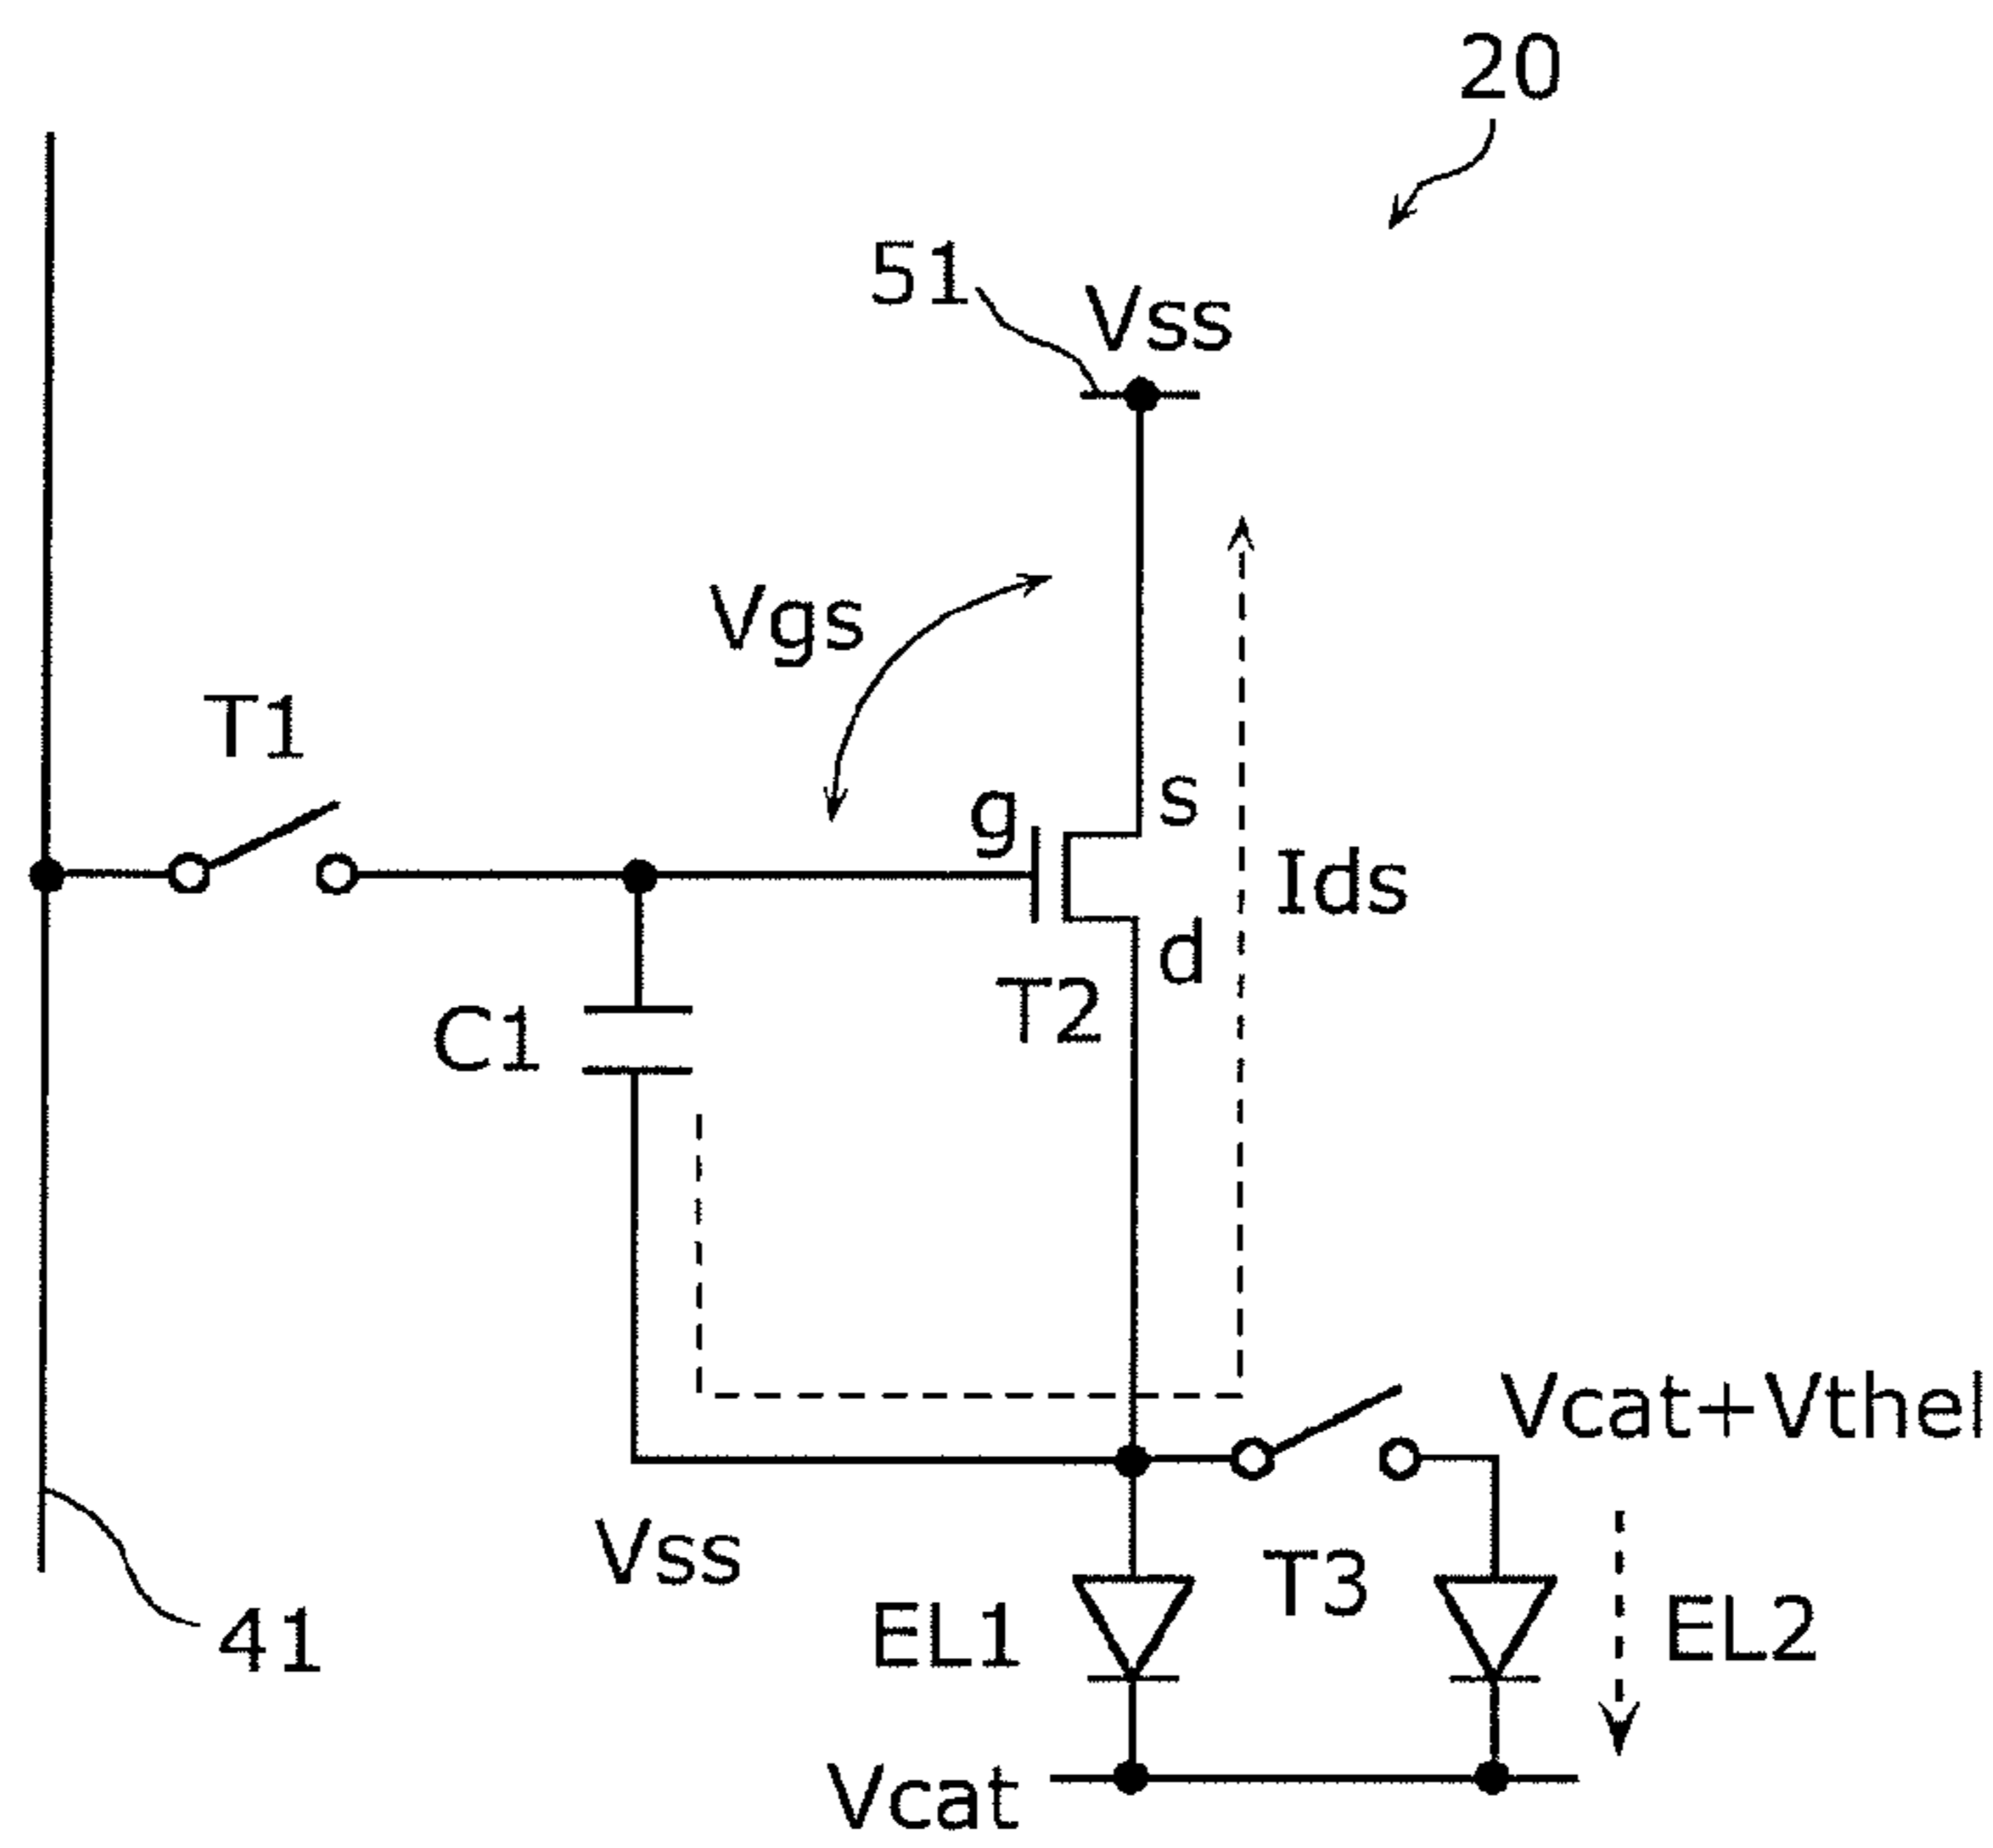 20
51
Vss
Vgs
T1
g
s
Ids
d
T2
C1
Vcat+Vthel
Vss
T3
EL1
EL2
41
Vcat